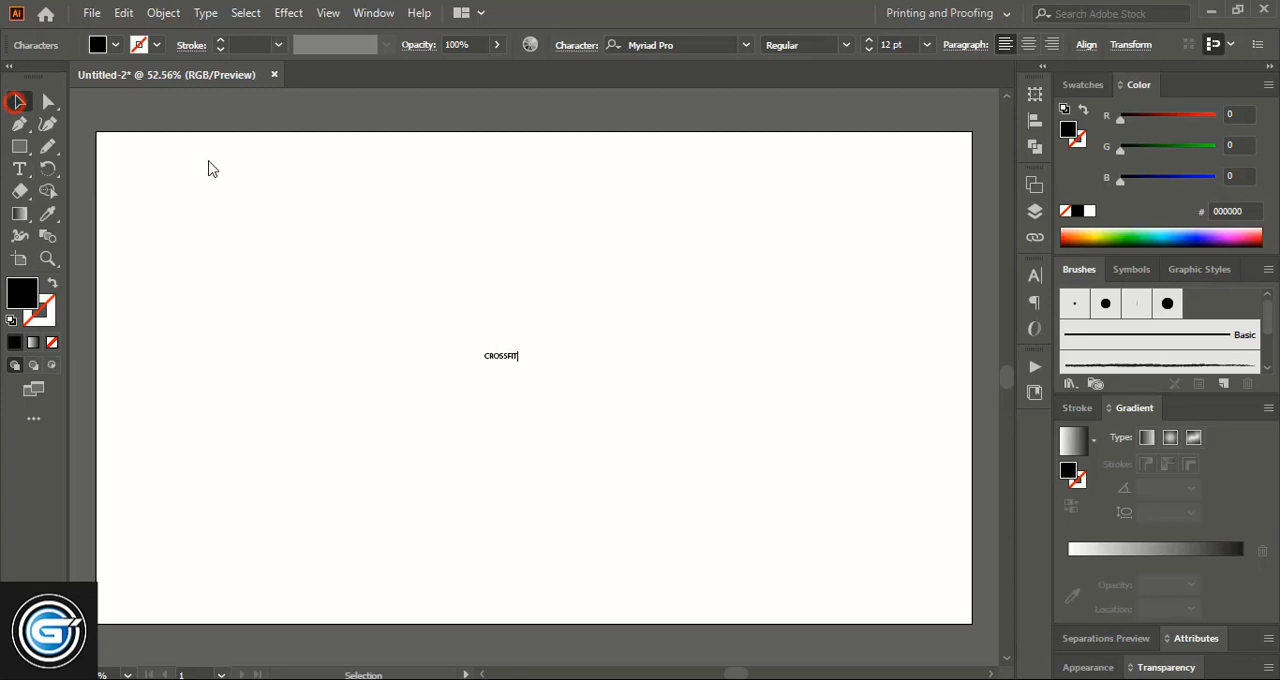 Ai File Edit Object Type Select Effect View Window Help Printing and Proofing Search Adobe Stock
Characters Stroke: Opacity: 100% Character: Myriad Pro Regular 12 pt Paragraph: Align Transform
Untitled-2* @ 52.56% (RGB/Preview) ×
Swatches Color
R 0
G 0
B 0
# 000000
Brushes Symbols Graphic Styles
Basic
CROSSFIT
Stroke Gradient
Type:
Stroke:
Opacity:
Location:
Separations Preview Attributes
Appearance Transparency
% 1 Selection